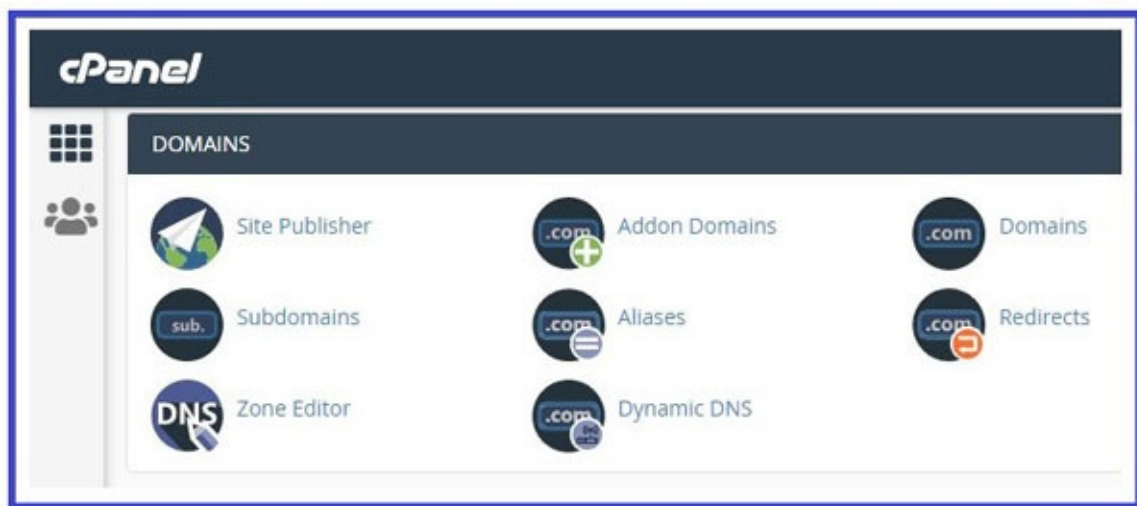 cPanel
DOMAINS
Site Publisher
.com
Addon Domains
.com
Domains
sub.
Subdomains
.com
Aliases
.com
Redirects
DNS
Zone Editor
.com
Dynamic DNS